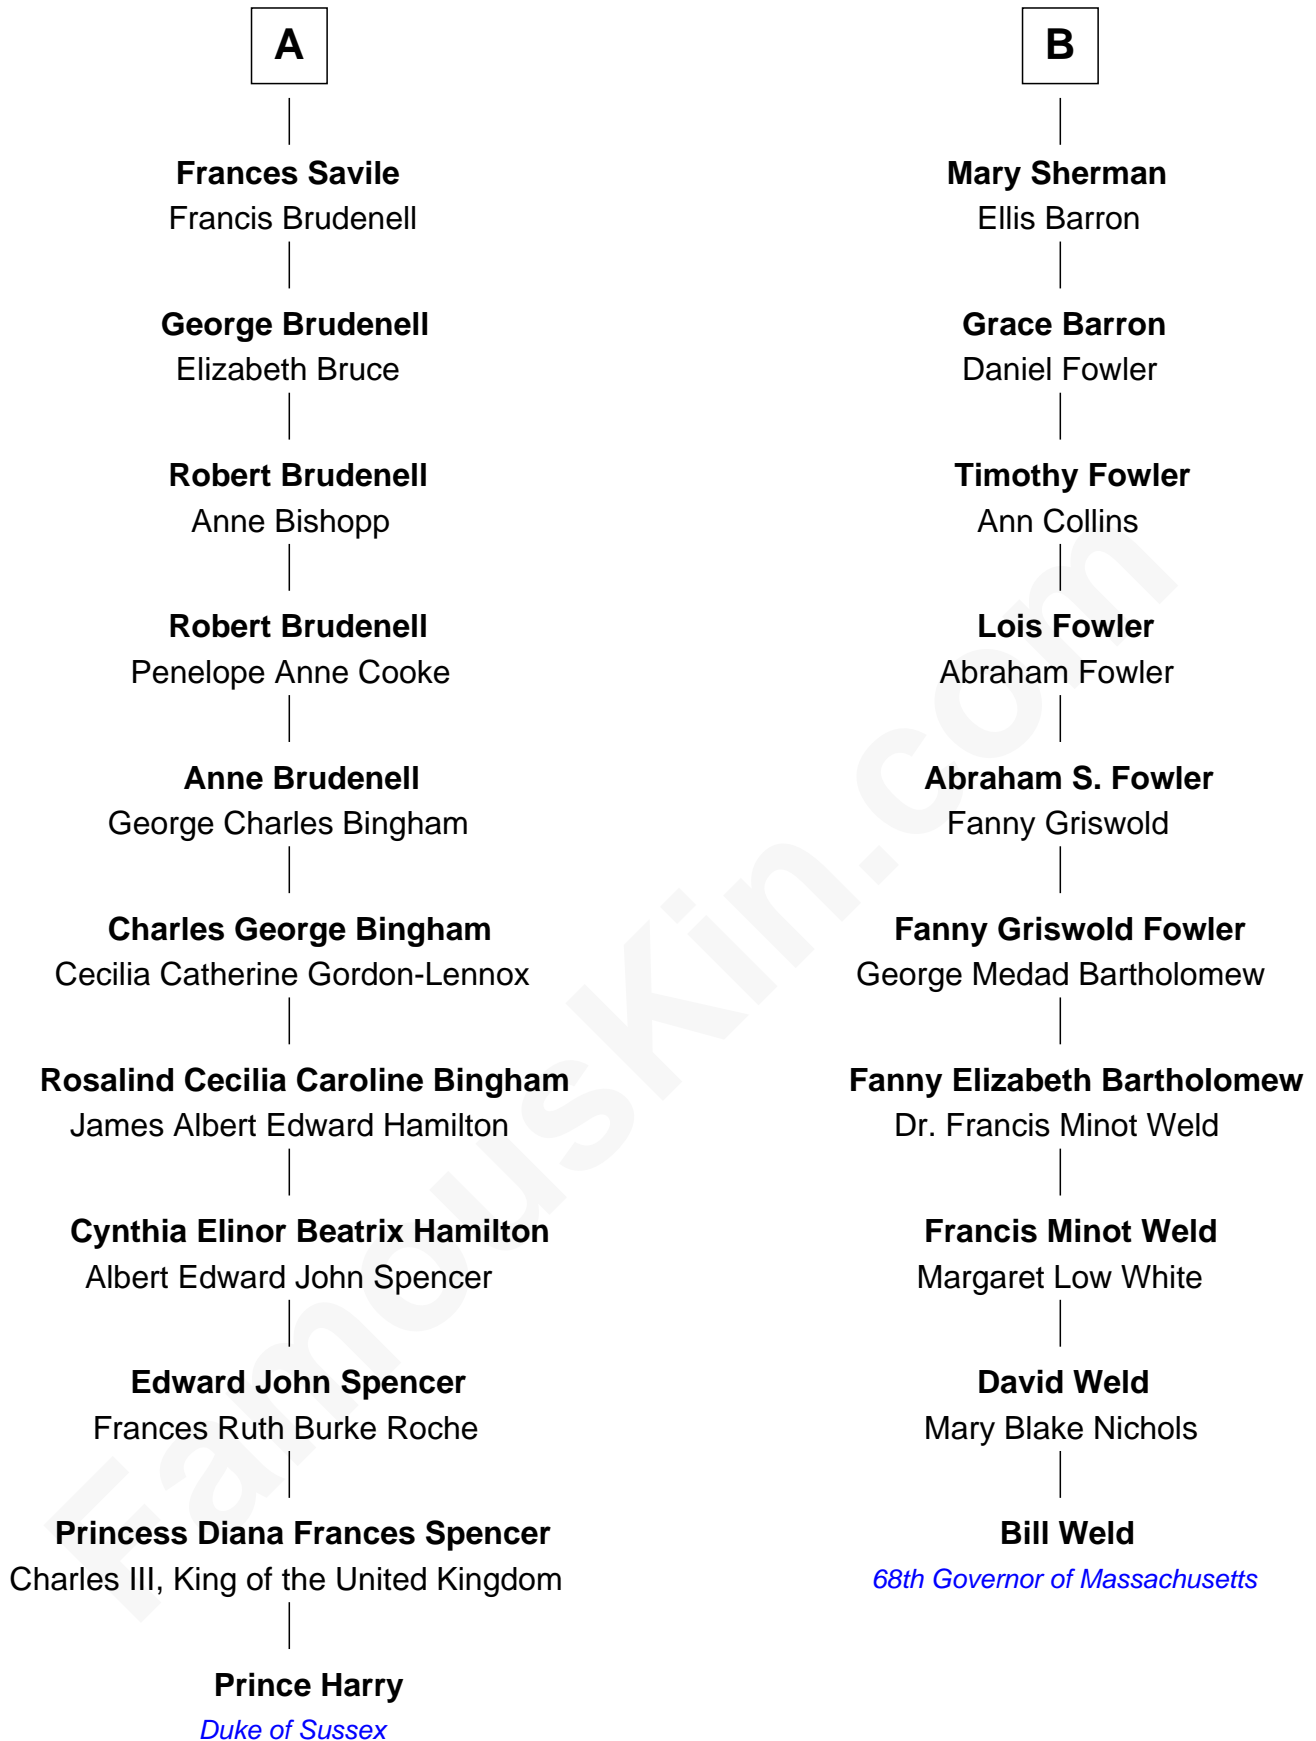 A
Frances Savile
Francis Brudenell
George Brudenell
Elizabeth Bruce
Robert Brudenell
Anne Bishopp
Robert Brudenell
Penelope Anne Cooke
Anne Brudenell
George Charles Bingham
Charles George Bingham
Cecilia Catherine Gordon-Lennox
Rosalind Cecilia Caroline Bingham
James Albert Edward Hamilton
Cynthia Elinor Beatrix Hamilton
Albert Edward John Spencer
Edward John Spencer
Frances Ruth Burke Roche
Princess Diana Frances Spencer
Charles III, King of the United Kingdom
Prince Harry
Duke of Sussex
B
Mary Sherman
Ellis Barron
Grace Barron
Daniel Fowler
Timothy Fowler
Ann Collins
Lois Fowler
Abraham Fowler
Abraham S. Fowler
Fanny Griswold
Fanny Griswold Fowler
George Medad Bartholomew
Fanny Elizabeth Bartholomew
Dr. Francis Minot Weld
Francis Minot Weld
Margaret Low White
David Weld
Mary Blake Nichols
Bill Weld
68th Governor of Massachusetts
FamousKin.com